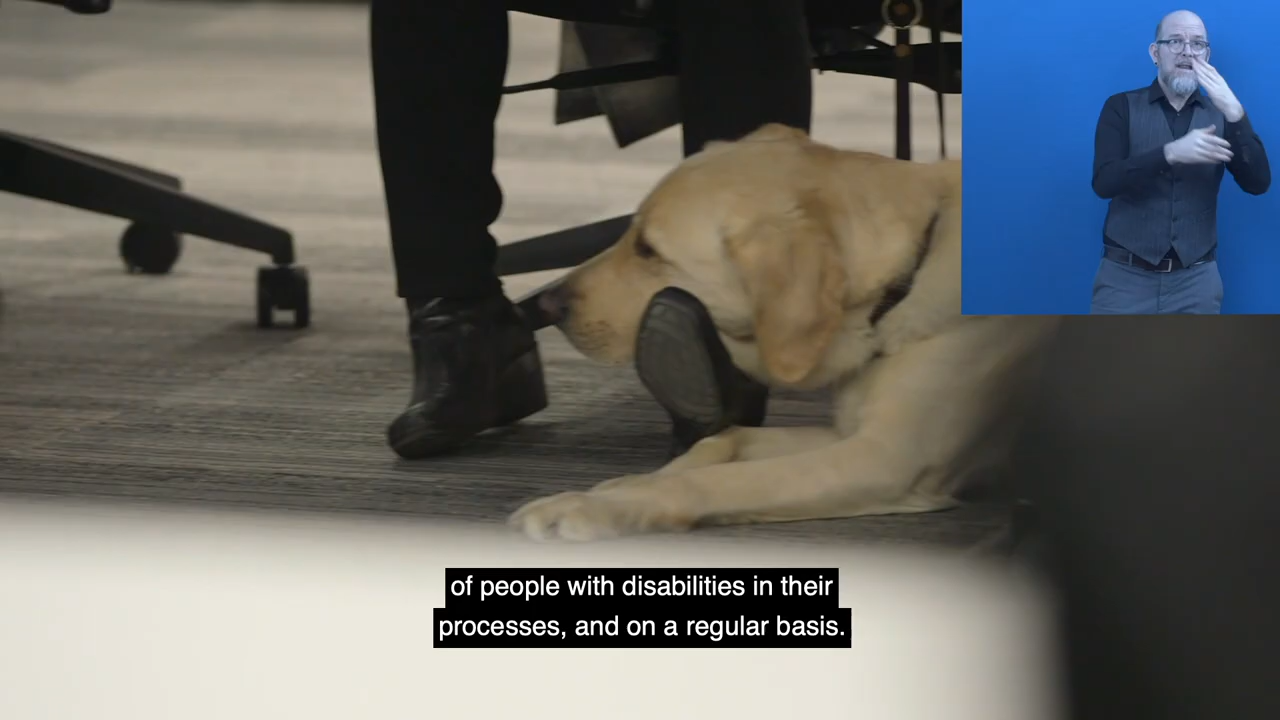 of people with disabilities in their
processes, and on a regular basis.